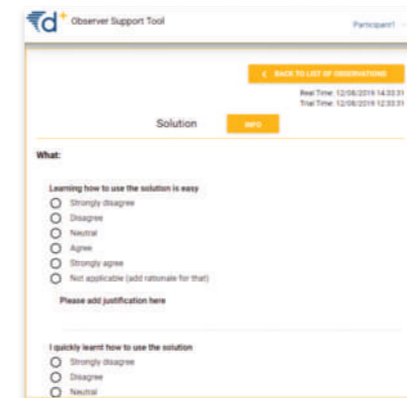 d+ Observer Support Tool
Participant1
< BACK TO LIST OF OBSERVATIONS
Real Time: 12/08/2019 14:33:31
Trial Time: 12/08/2019 12:33:31
Solution INFO
What:
Learning how to use the solution is easy
Strongly disagree
Disagree
Neutral
Agree
Strongly agree
Not applicable (add rationale for that)
Please add justification here
I quickly learnt how to use the solution
Strongly disagree
Disagree
Neutral